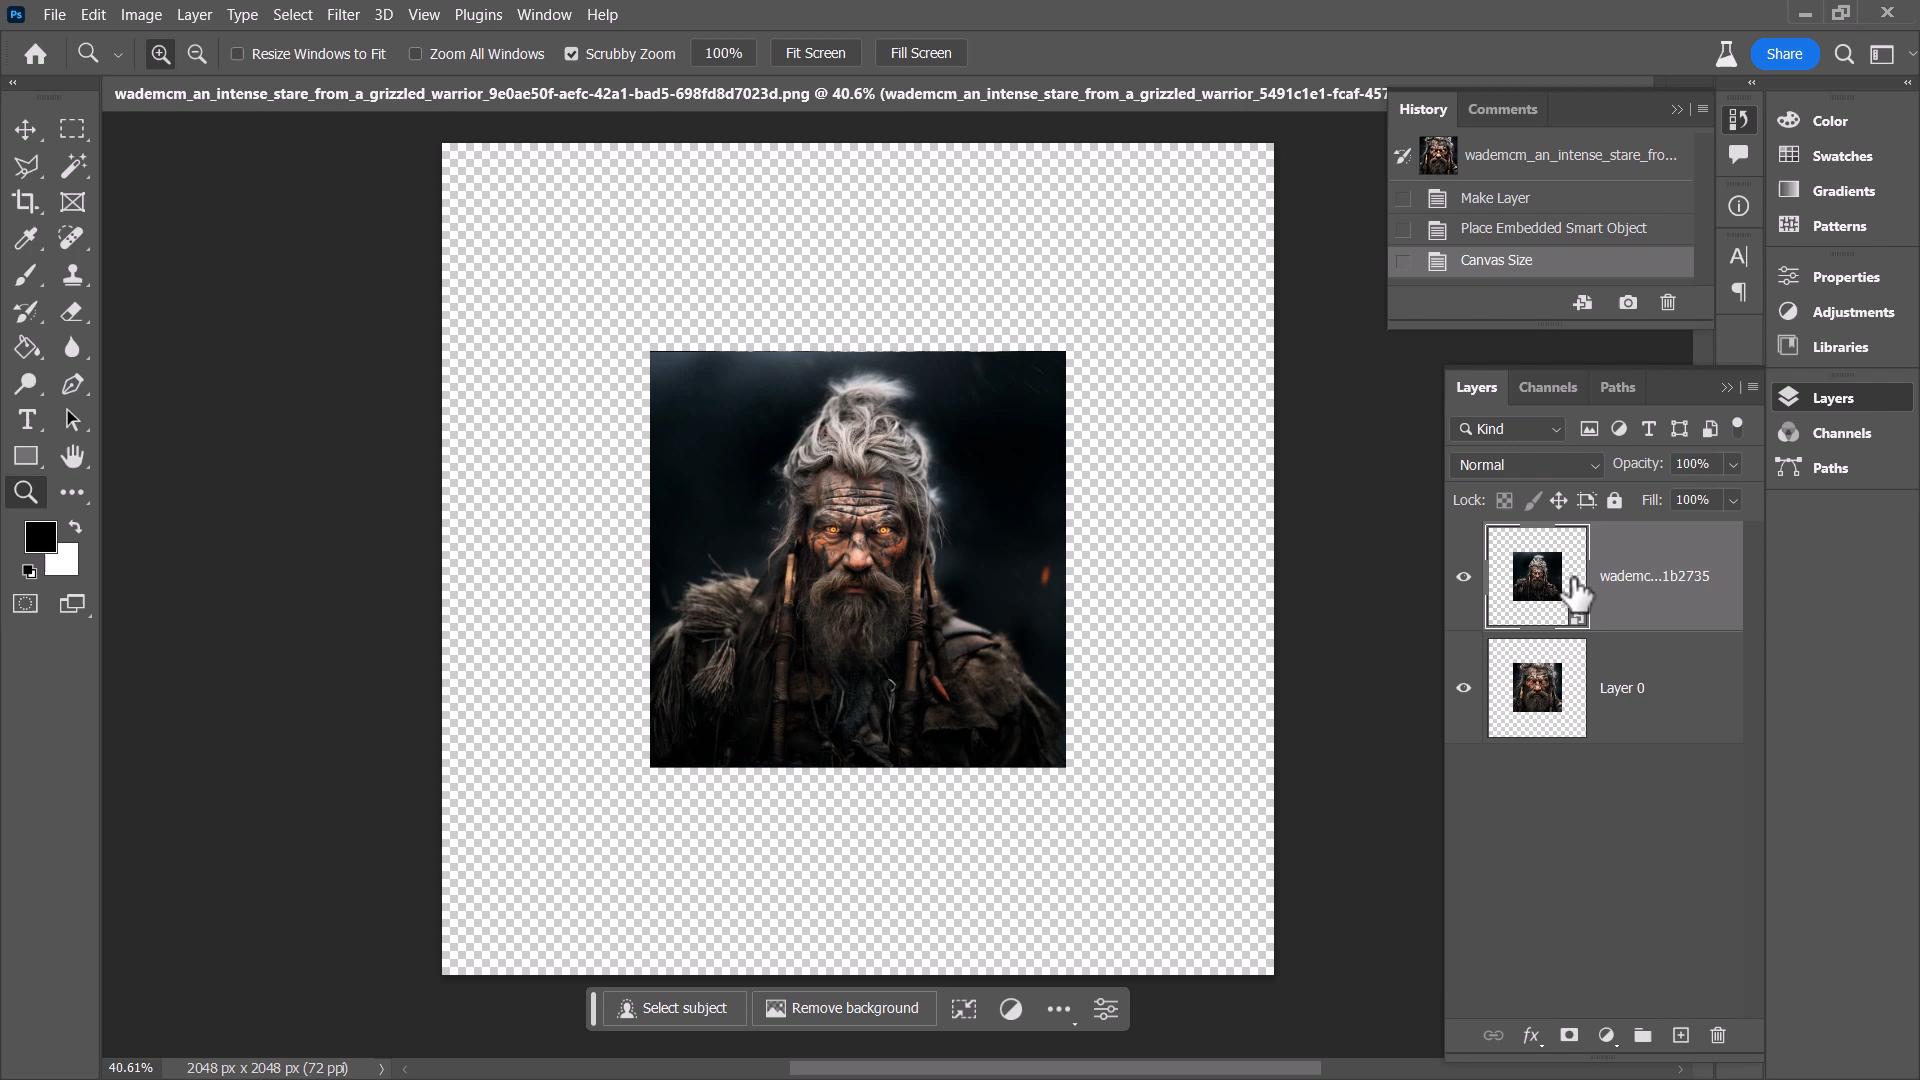 Ps File Edit Image Layer Type Select Filter 3D View Plugins Window Help
Resize Windows to Fit Zoom All Windows Scrubby Zoom 100% Fit Screen Fill Screen Share
wademcm_an_intense_stare_from_a_grizzled_warrior_9e0ae50f-aefc-42a1-bad5-698fd8d7023d.png @ 40.6% (wademcm_an_intense_stare_from_a_grizzled_warrior_5491c1e1-fcaf-457
History Comments
wademcm_an_intense_stare_fro...
Make Layer
Place Embedded Smart Object
Canvas Size
Color
Swatches
Gradients
Patterns
Properties
Adjustments
Libraries
Layers
Channels
Paths
Layers Channels Paths
Kind
Normal Opacity: 100%
Lock: Fill: 100%
wademc...1b2735
Layer 0
Select subject Remove background
40.61% 2048 px x 2048 px (72 ppi)